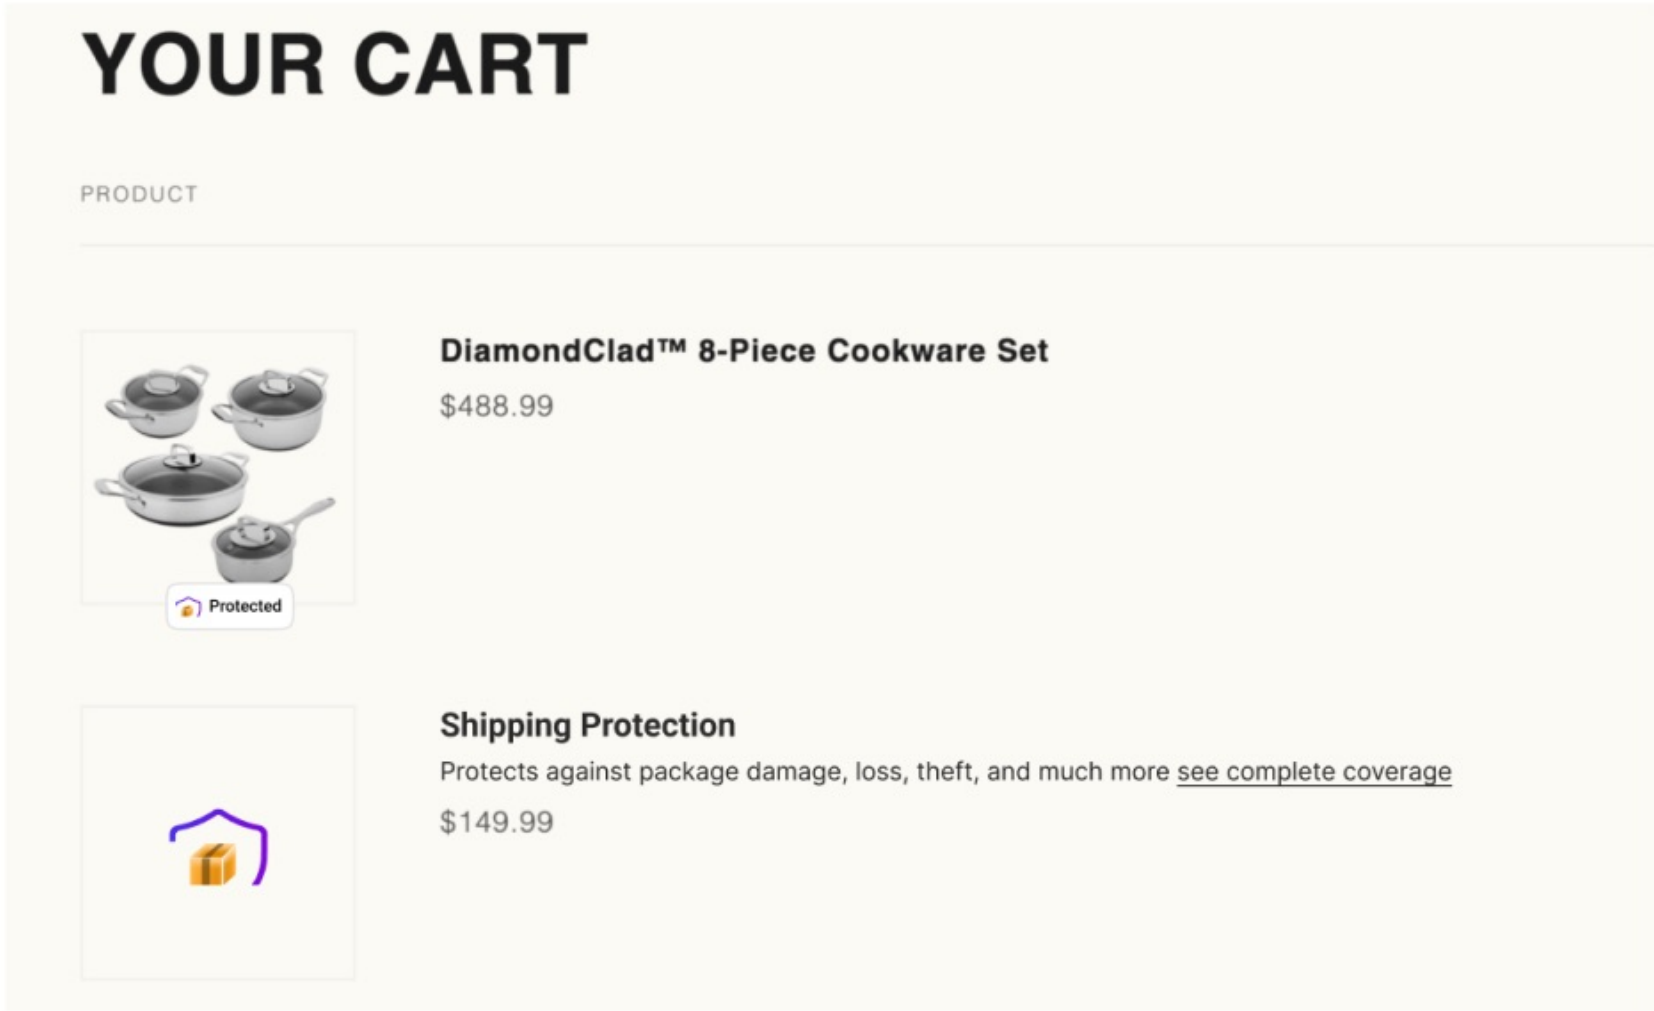 YOUR CART
PRODUCT
DiamondClad™ 8-Piece Cookware Set
$488.99
Protected
Shipping Protection
Protects against package damage, loss, theft, and much more see complete coverage
$149.99